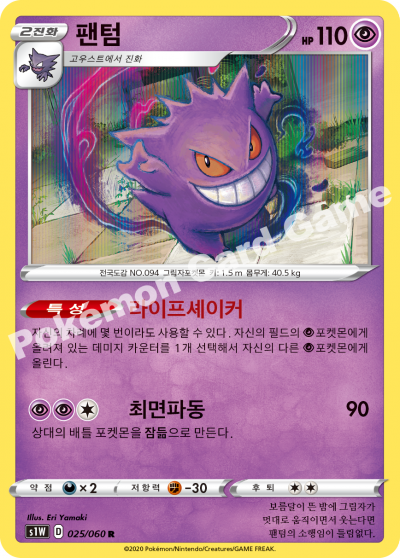 2진화 팬텀 HP 110
고우스트에서 진화
전국도감 NO.094 그림자포켓몬 키: 1.5 m 몸무게: 40.5 kg
특성 라이프셰이커
자신의 차례에 몇 번이라도 사용할 수 있다. 자신의 필드의 포켓몬에게
올려져 있는 데미지 카운터를 1개 선택해서 자신의 다른 포켓몬에게
올린다.
최면파동 90
상대의 배틀 포켓몬을 잠듦으로 만든다.
약점 ×2 저항력 -30 후퇴
Illus. Eri Yamaki
s1W D 025/060 R
보름달이 뜬 밤에 그림자가
멋대로 움직이면서 웃는다면
팬텀의 소행임이 틀림없다.
©2020 Pokémon/Nintendo/Creatures/GAME FREAK.
Pokémon Card Game